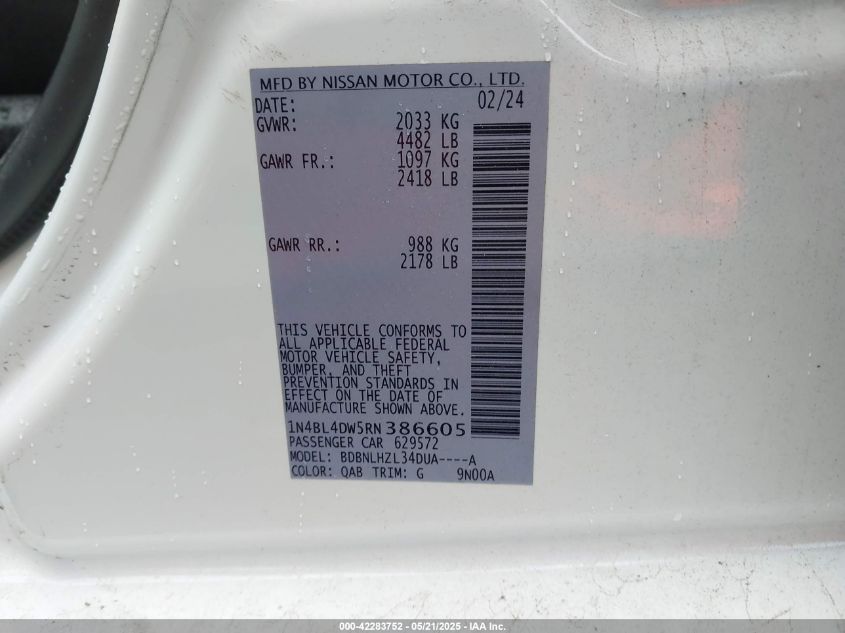 MFD BY NISSAN MOTOR CO., LTD.
DATE: 02/24
GVWR: 2033 KG
4482 LB
GAWR FR.: 1097 KG
2418 LB
GAWR RR.: 988 KG
2178 LB
THIS VEHICLE CONFORMS TO
ALL APPLICABLE FEDERAL
MOTOR VEHICLE SAFETY,
BUMPER, AND THEFT
PREVENTION STANDARDS IN
EFFECT ON THE DATE OF
MANUFACTURE SHOWN ABOVE.
1N4BL4DW5RN386605
PASSENGER CAR 629572
MODEL: BDBNLHZL34DUA----A
COLOR: QAB TRIM: G 9N00A
000-42283752 - 05/21/2025 - IAA Inc.